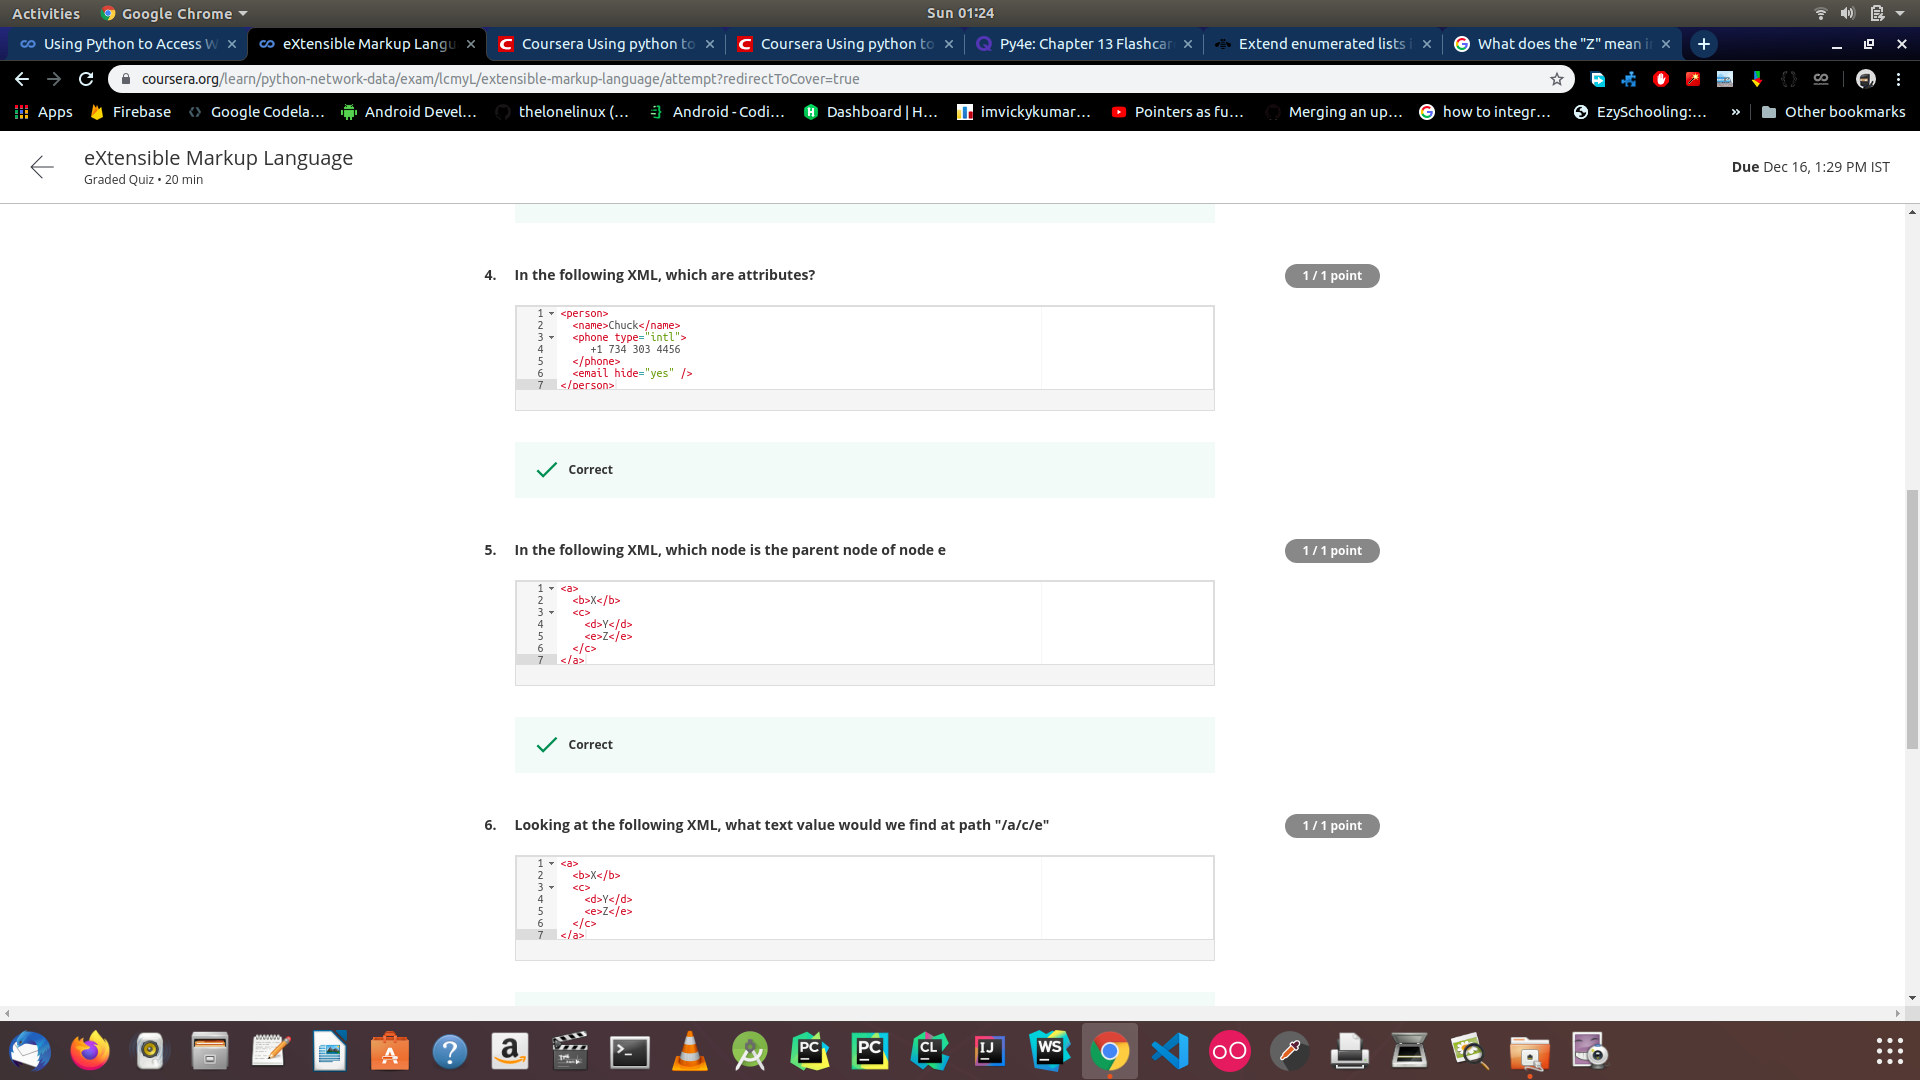 Activities
Google Chrome
Sun 01:24
Using Python to Access W
eXtensible Markup Langu
Coursera Using python to
Coursera Using python to
Py4e: Chapter 13 Flashcar
Extend enumerated lists i
What does the "Z" mean i
coursera.org/learn/python-network-data/exam/lcmyL/extensible-markup-language/attempt?redirectToCover=true
Apps
Firebase
Google Codela...
Android Devel...
thelonelinux (...
Android - Codi...
Dashboard | H...
imvickykumar...
Pointers as fu...
Merging an up...
how to integr...
EzySchooling:...
»
Other bookmarks
eXtensible Markup Language
Graded Quiz • 20 min
Due Dec 16, 1:29 PM IST
4. In the following XML, which are attributes?
1 / 1 point
1 <person>
2 <name>Chuck</name>
3 <phone type="intl">
4 +1 734 303 4456
5 </phone>
6 <email hide="yes" />
7 </person>
Correct
5. In the following XML, which node is the parent node of node e
1 / 1 point
1 <a>
2 <b>X</b>
3 <c>
4 <d>Y</d>
5 <e>Z</e>
6 </c>
7 </a>
Correct
6. Looking at the following XML, what text value would we find at path "/a/c/e"
1 / 1 point
1 <a>
2 <b>X</b>
3 <c>
4 <d>Y</d>
5 <e>Z</e>
6 </c>
7 </a>